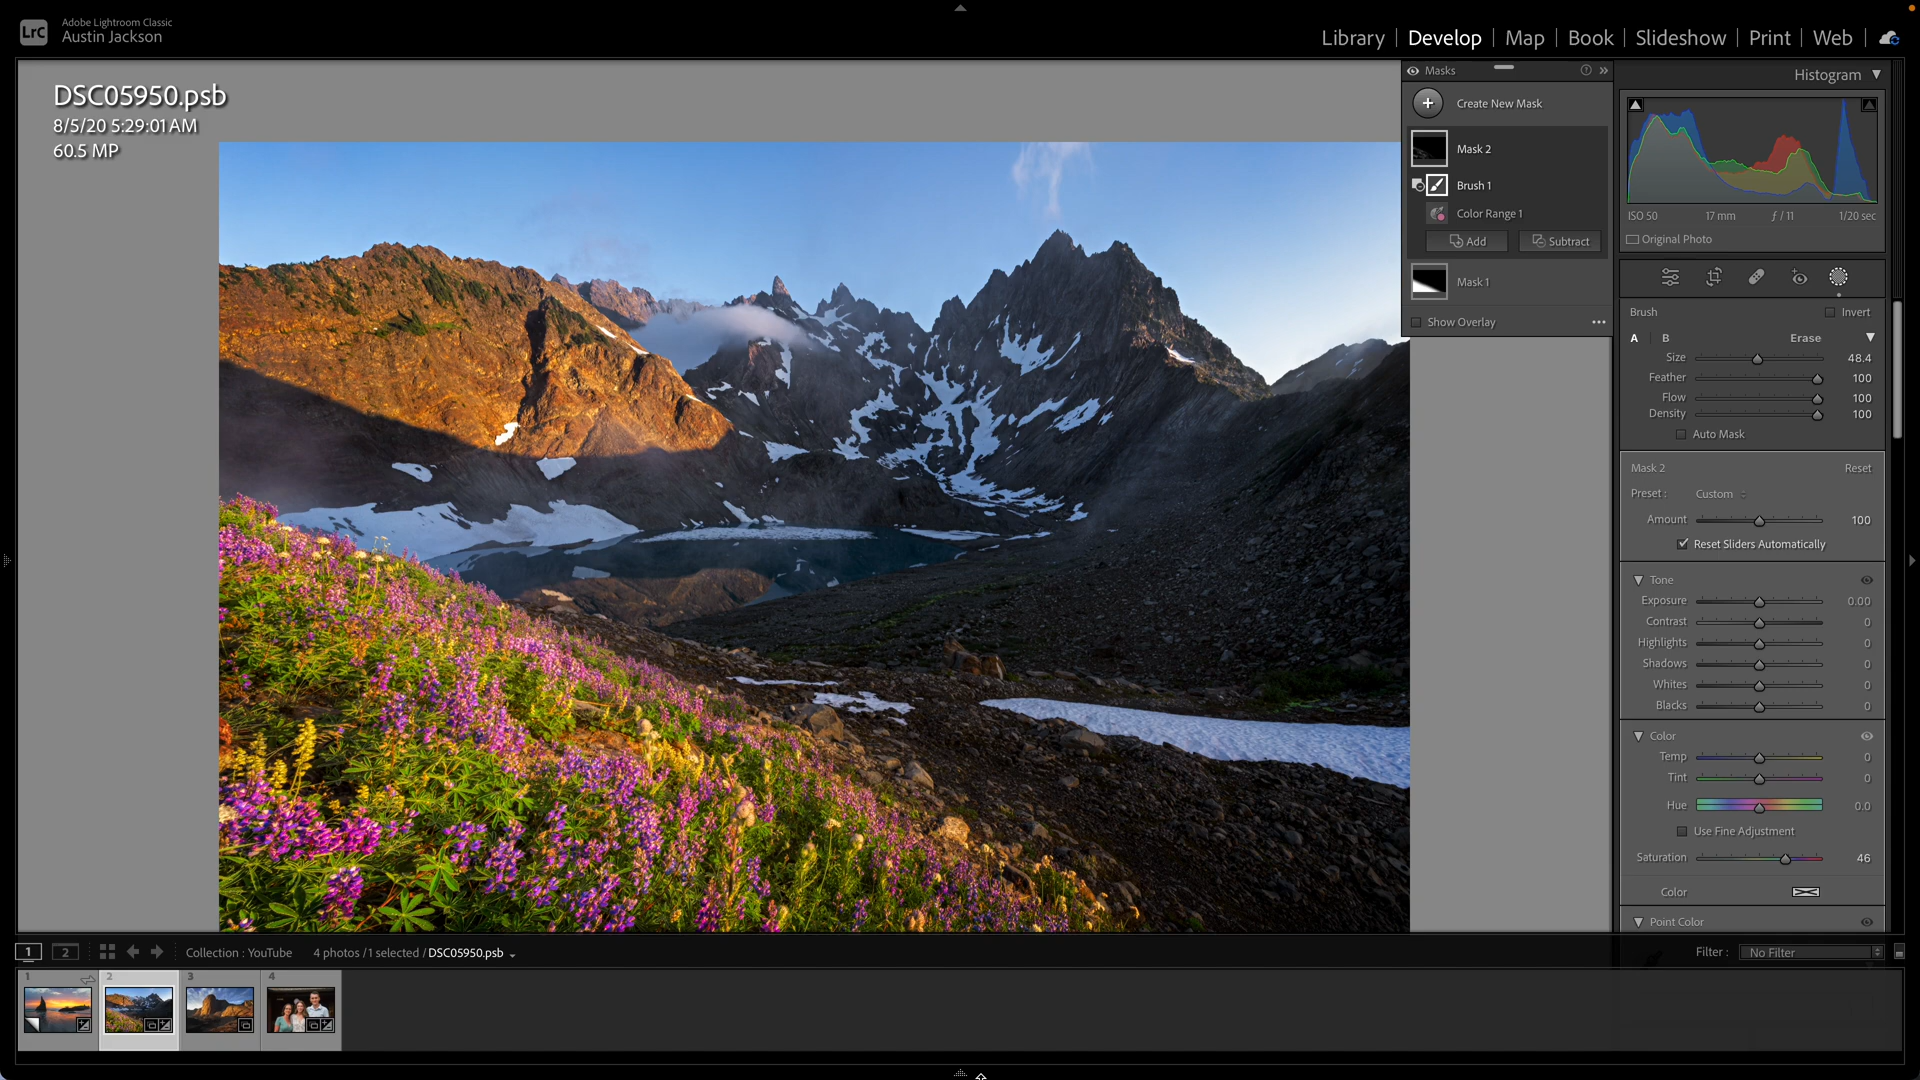 LrC
Adobe Lightroom Classic
Austin Jackson
Library | Develop | Map | Book | Slideshow | Print | Web
DSC05950.psb
8/5/20 5:29:01 AM
60.5 MP
Masks
Create New Mask
Mask 2
Brush 1
Color Range 1
Add
Subtract
Mask 1
Show Overlay
Histogram
ISO 50 17 mm ƒ / 11 1/20 sec
Original Photo
Brush Invert
A B Erase
Size 48.4
Feather 100
Flow 100
Density 100
Auto Mask
Mask 2 Reset
Preset : Custom
Amount 100
Reset Sliders Automatically
Tone
Exposure 0.00
Contrast 0
Highlights 0
Shadows 0
Whites 0
Blacks 0
Color
Temp 0
Tint 0
Hue 0.0
Use Fine Adjustment
Saturation 46
Color
Point Color
1 2 Collection : YouTube 4 photos / 1 selected / DSC05950.psb
Filter : No Filter
1 2 3 4